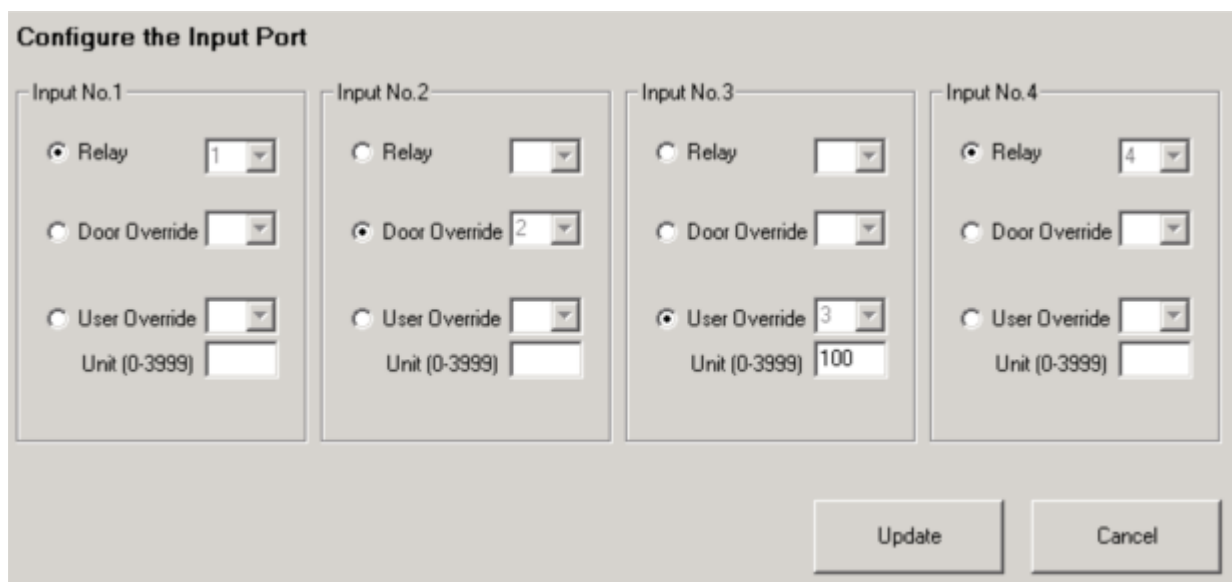 Configure the Input Port
Input No.1
Relay 1
Door Override
User Override
Unit (0-3999)
Input No.2
Relay
Door Override 2
User Override
Unit (0-3999)
Input No.3
Relay
Door Override
User Override 3
Unit (0-3999) 100
Input No.4
Relay 4
Door Override
User Override
Unit (0-3999)
Update
Cancel